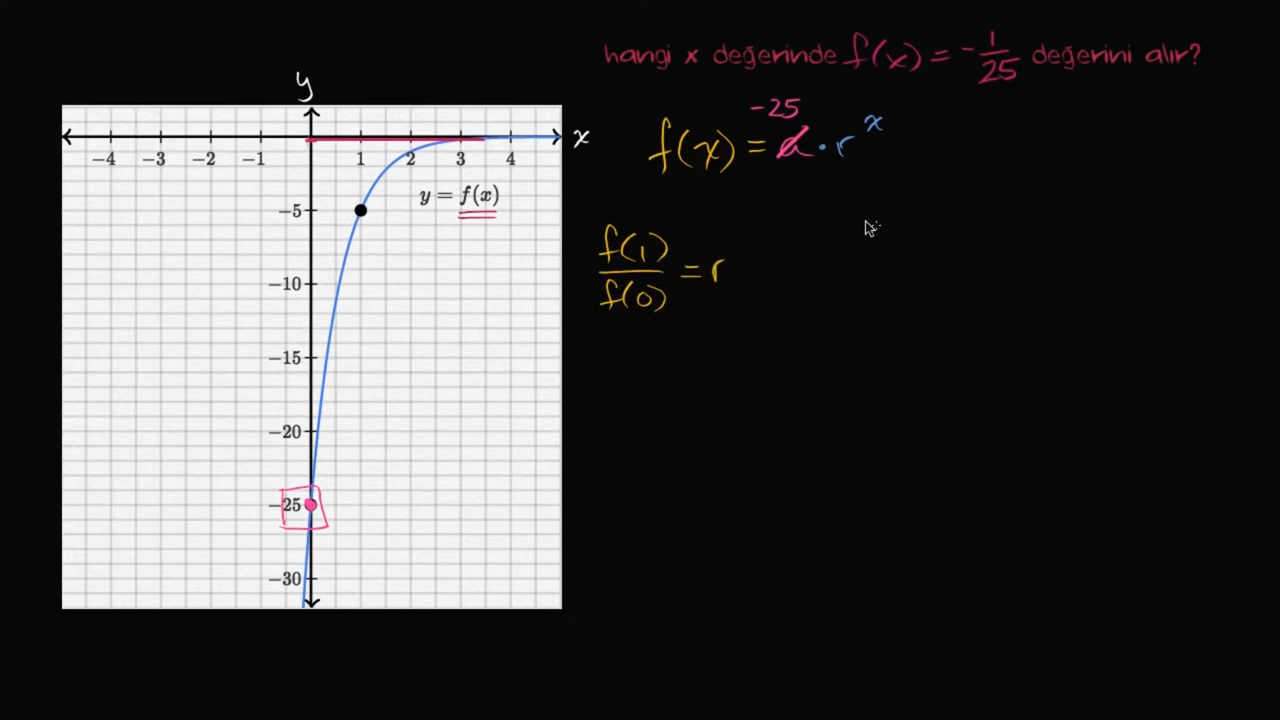 hangi x değerinde f(x) = -1/25 değerini alır?
y
x
-4 -3 -2 -1 1 2 3 4
y = f(x)
-5
-10
-15
-20
-25
-30
-25
f(x) = a · r^x
f(1)/f(0) = r